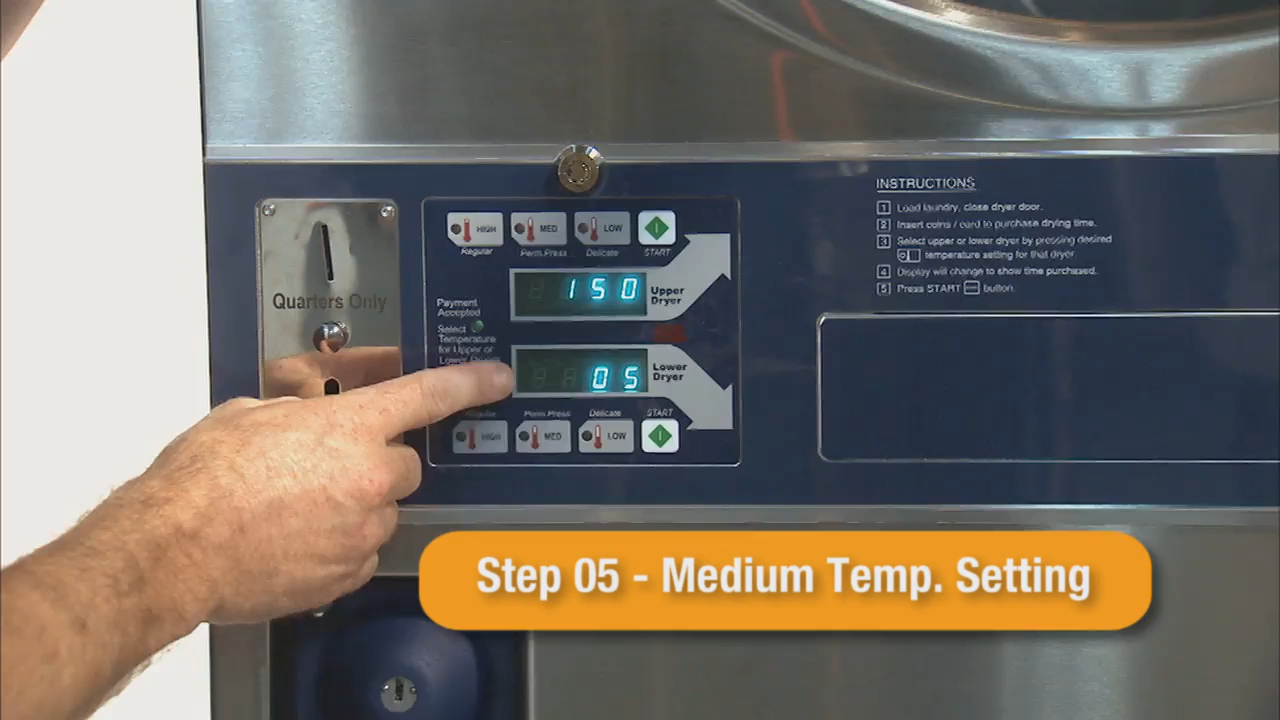 INSTRUCTIONS
1 Load laundry, close dryer door.
2 Insert coins / card to purchase drying time.
3 Select upper or lower dryer by pressing desired
temperature setting for that dryer.
4 Display will change to show time purchased.
5 Press START button.
HIGH MED LOW
Regular Perm.Press Delicate START
Quarters Only
150
Upper
Dryer
Payment
Accepted
Select
Temperature
for Upper or
Lower
05
Lower
Dryer
Regular Perm.Press Delicate START
HIGH MED LOW
Step 05 - Medium Temp. Setting